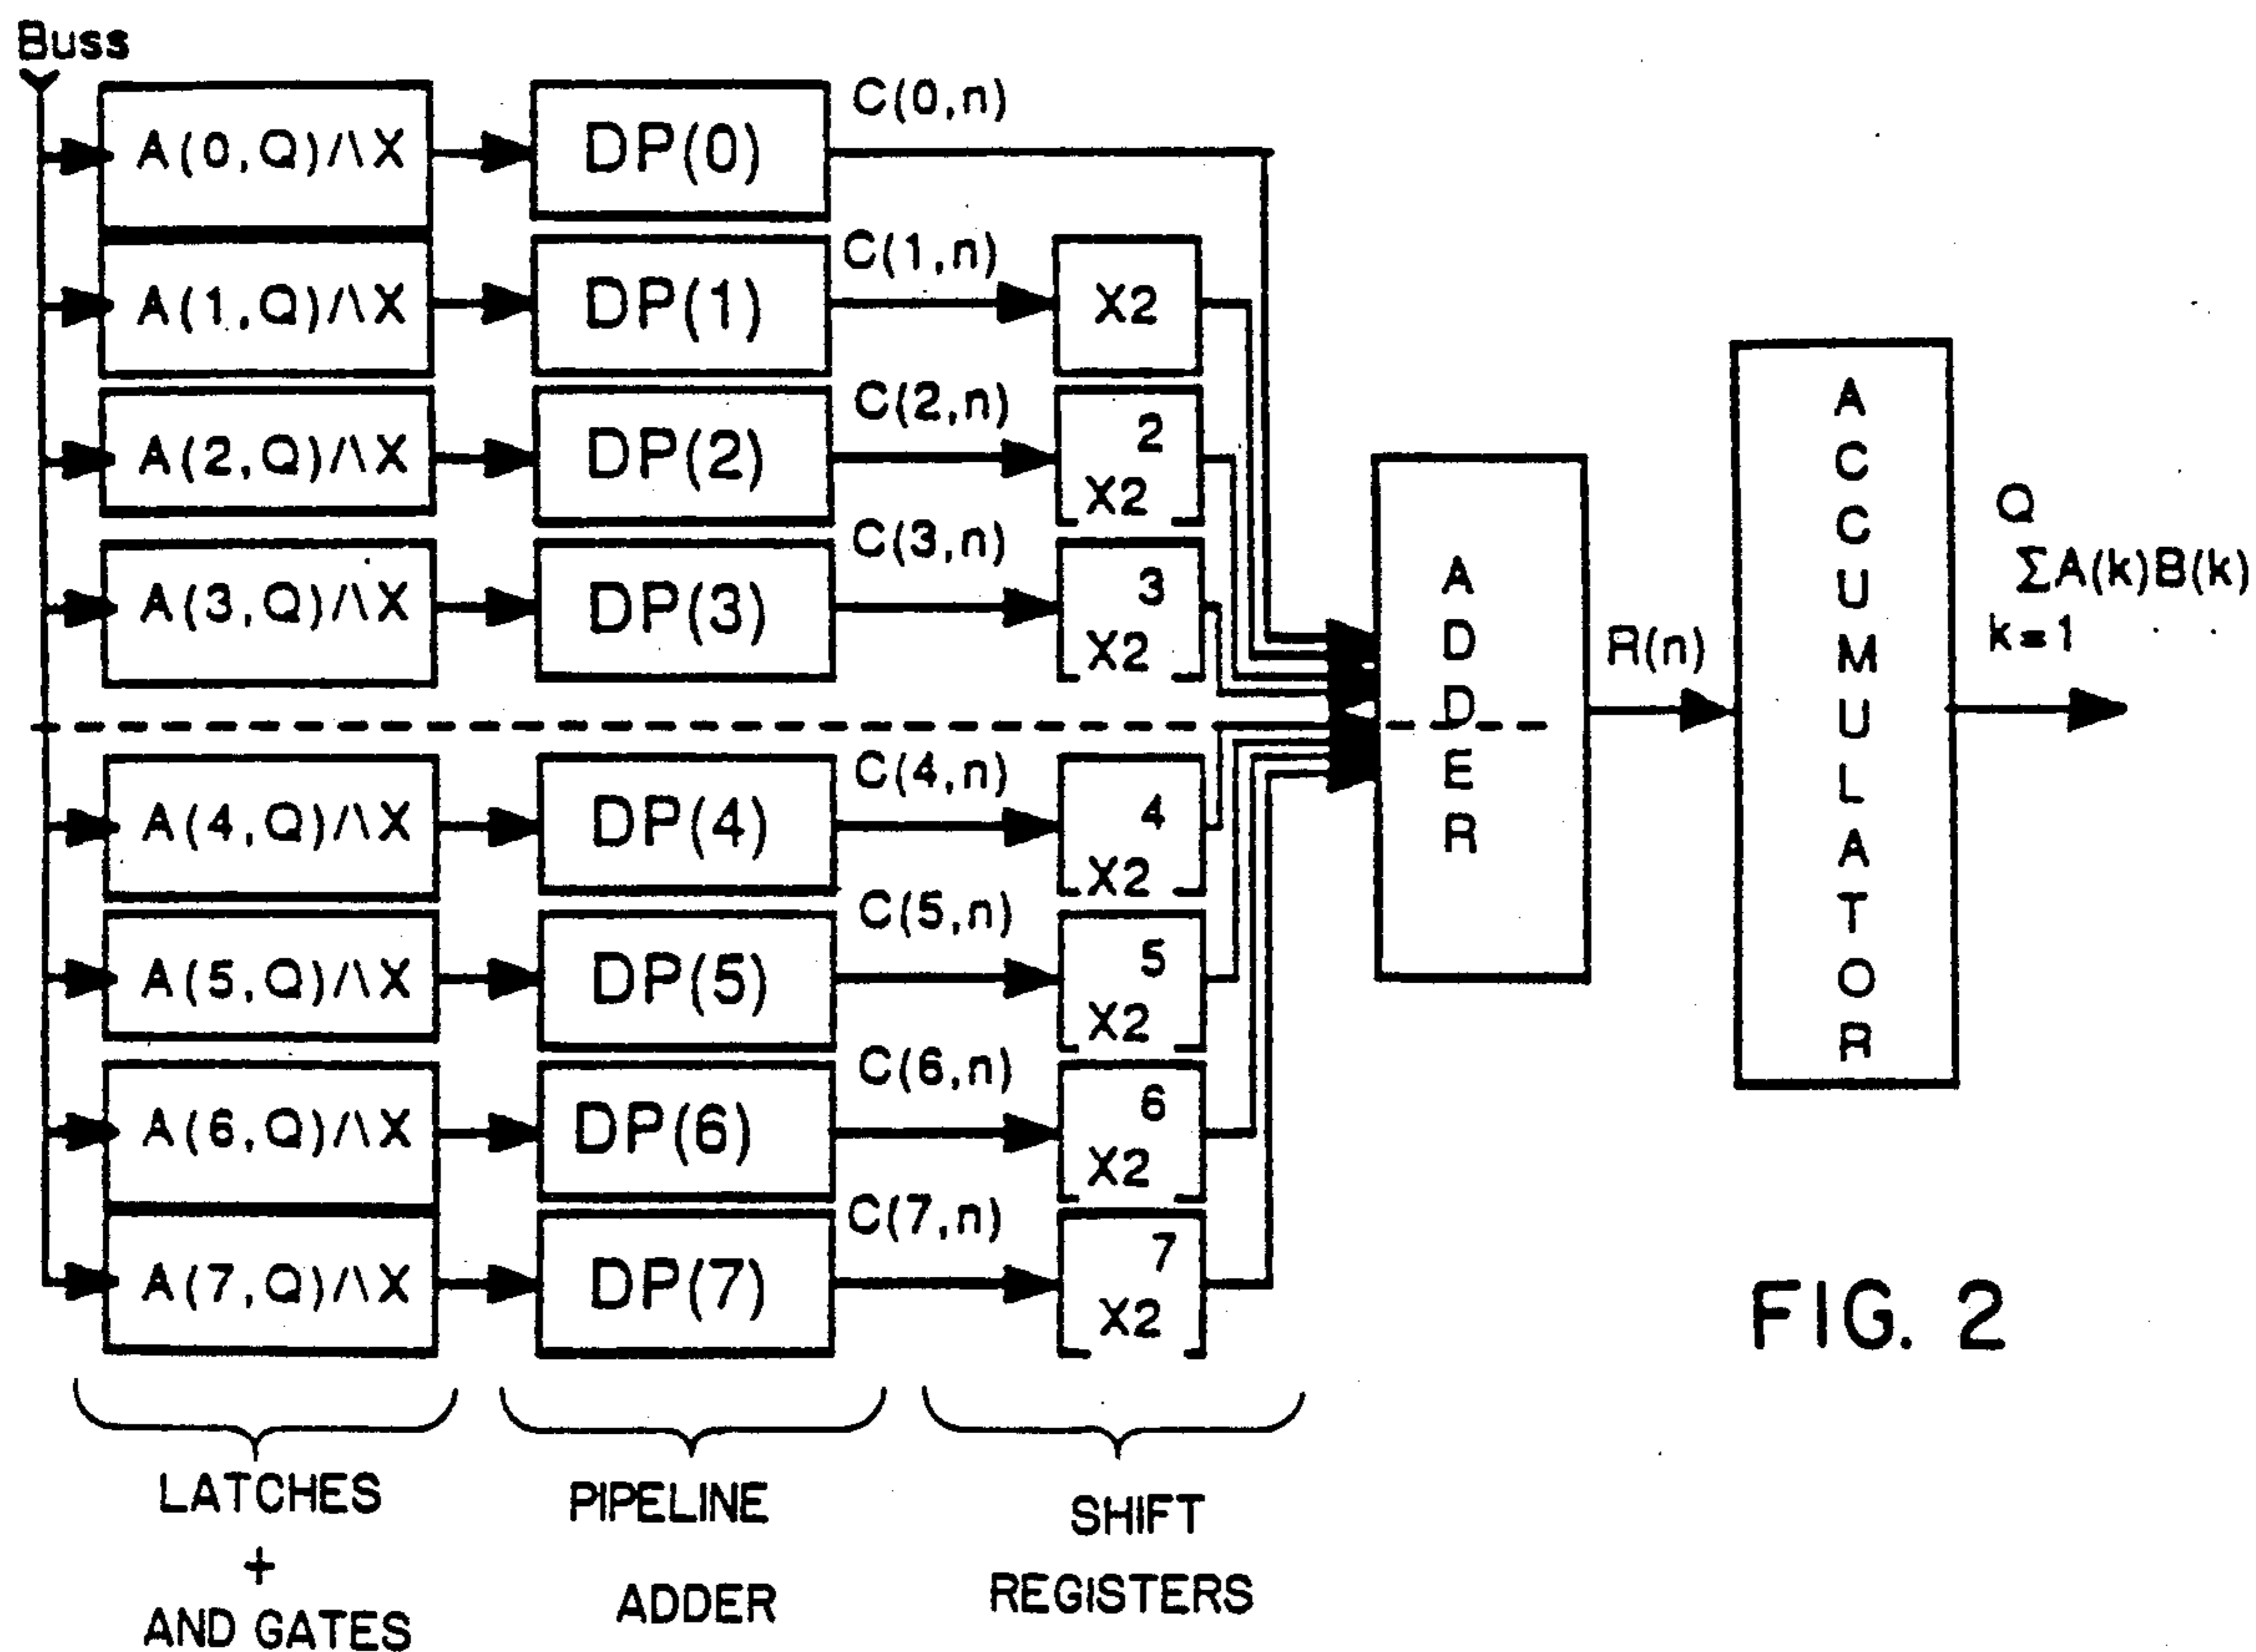 Buss
A(0,Q)/\X
DP(0)
C(0,n)
A(1,Q)/\X
DP(1)
C(1,n)
X2
A(2,Q)/\X
DP(2)
C(2,n)
2
X2
A(3,Q)/\X
DP(3)
C(3,n)
3
X2
A(4,Q)/\X
DP(4)
C(4,n)
4
X2
A(5,Q)/\X
DP(5)
C(5,n)
5
X2
A(6,Q)/\X
DP(6)
C(6,n)
6
X2
A(7,Q)/\X
DP(7)
C(7,n)
7
X2
ADDER
R(n)
ACCUMULATOR
Q
ΣA(k)B(k)
k=1
LATCHES
+
AND GATES
PIPELINE
ADDER
SHIFT
REGISTERS
FIG. 2